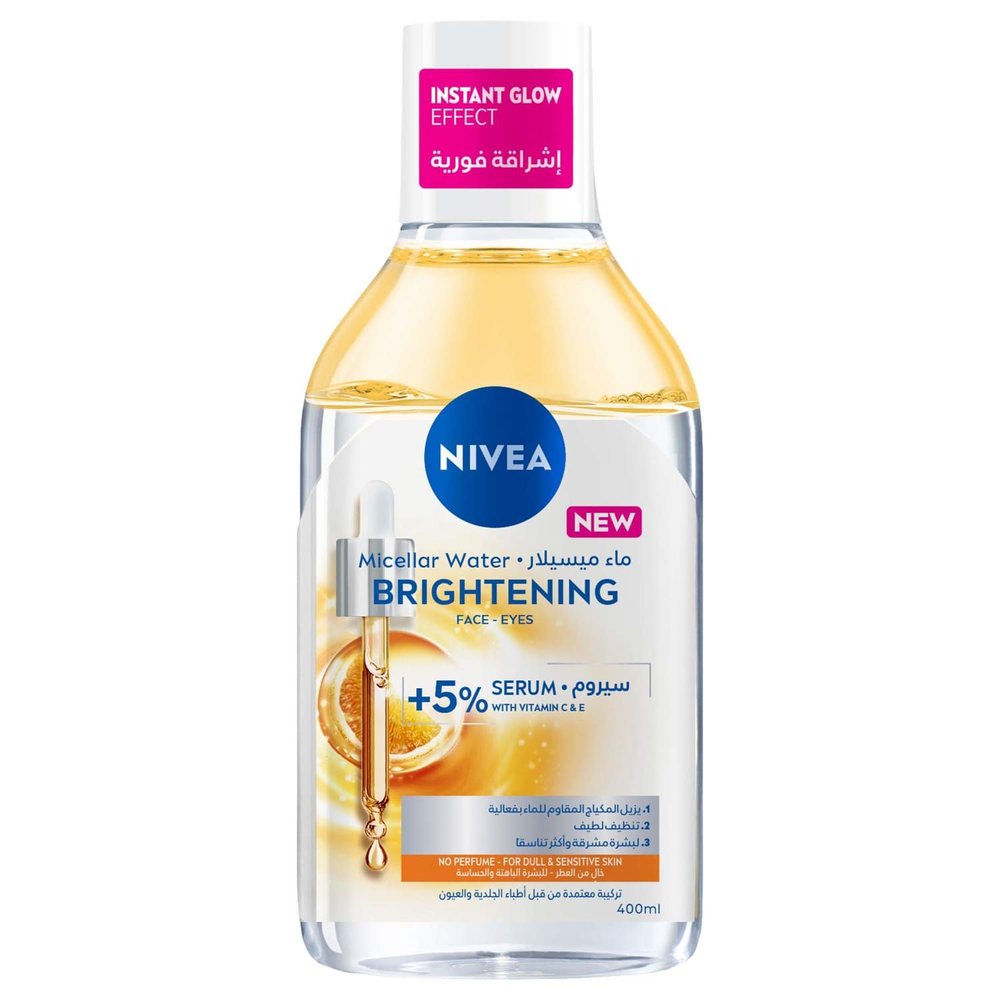 INSTANT GLOW
EFFECT
إشراقة فورية
NIVEA
NEW
Micellar Water • ماء ميسيلار
BRIGHTENING
FACE - EYES
+5% SERUM • سيروم
WITH VITAMIN C & E
1. يزيل المكياج المقاوم للماء بفعالية
2. تنظيف لطيف
3. لبشرة مشرقة وأكثر تناسقًا
NO PERFUME - FOR DULL & SENSITIVE SKIN
خالٍ من العطر - للبشرة الباهتة والحساسة
تركيبة معتمدة من قبل أطباء الجلدية والعيون
400ml